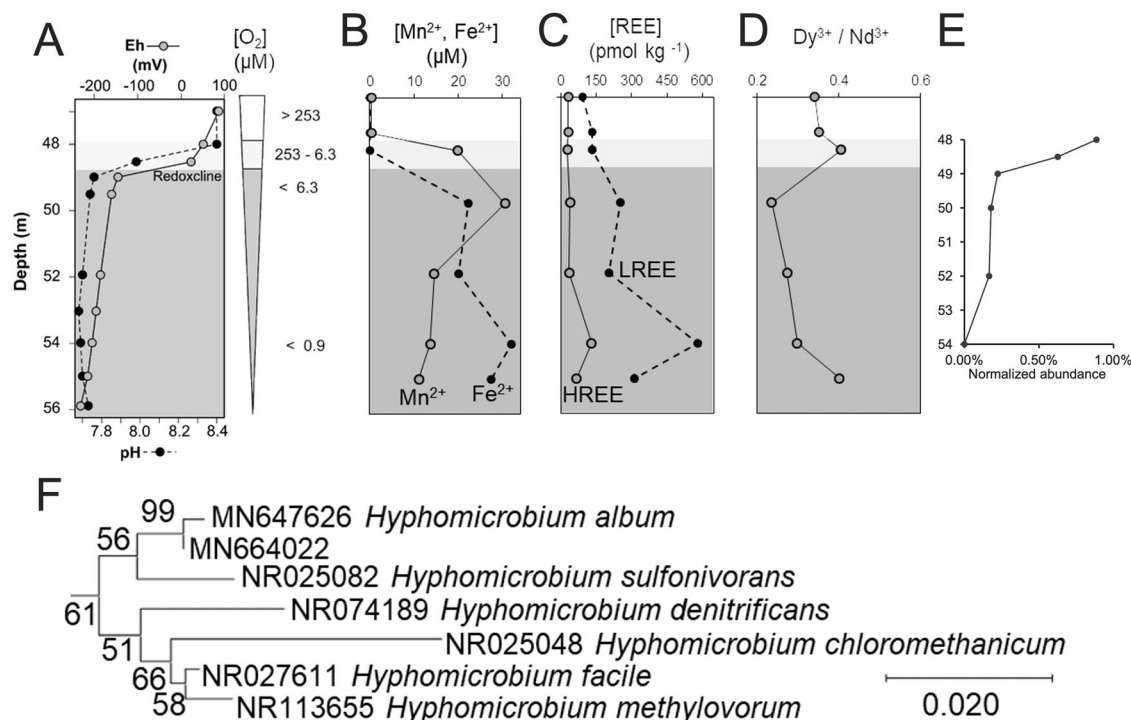 A
Eh
(mV)
-200 -100 0 100
[O₂]
(µM)
> 253
253 - 6.3
< 6.3
< 0.9
Redoxcline
Depth (m)
48
50
52
54
56
7.8 8.0 8.2 8.4
pH
B
[Mn²⁺, Fe²⁺]
(µM)
0 10 20 30
Mn²⁺ Fe²⁺
C
[REE]
(pmol kg ⁻¹)
0 150 300 450 600
LREE
HREE
D
Dy³⁺ / Nd³⁺
0.2 0.4 0.6
E
48
49
50
51
52
53
54
0.00% 0.50% 1.00%
Normalized abundance
F
99 MN647626 Hyphomicrobium album
56 MN664022
NR025082 Hyphomicrobium sulfonivorans
61 NR074189 Hyphomicrobium denitrificans
51 NR025048 Hyphomicrobium chloromethanicum
66 NR027611 Hyphomicrobium facile
58 NR113655 Hyphomicrobium methylovorum
0.020